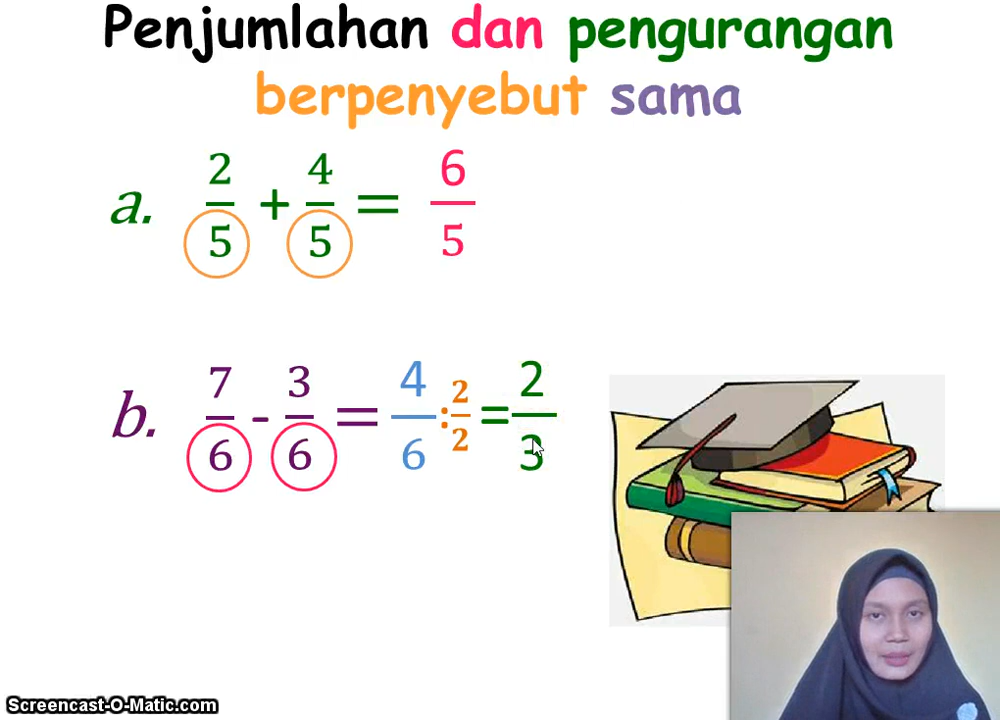 Penjumlahan dan pengurangan
berpenyebut sama
a. 2/5 + 4/5 = 6/5
b. 7/6 - 3/6 = 4/6 : 2/2 = 2/3
Screencast-O-Matic.com